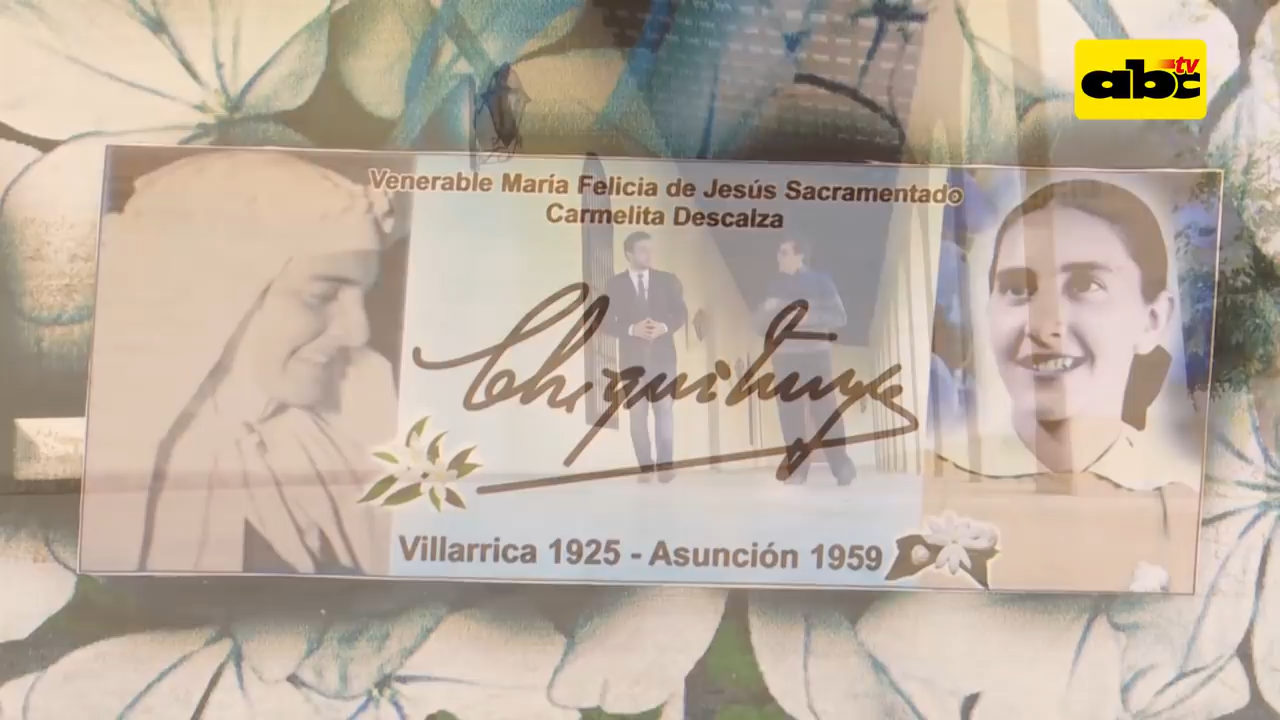 abc tv
Venerable María Felicia de Jesús Sacramentado
Carmelita Descalza
Chiquitunga
Villarrica 1925 - Asunción 1959